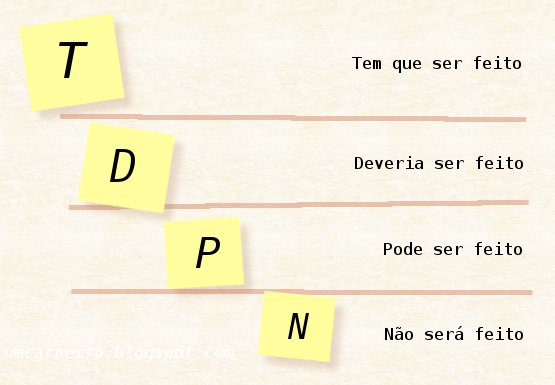 T
Tem que ser feito
D
Deveria ser feito
P
Pode ser feito
N
Não será feito
umcarneiro.blogspot.com